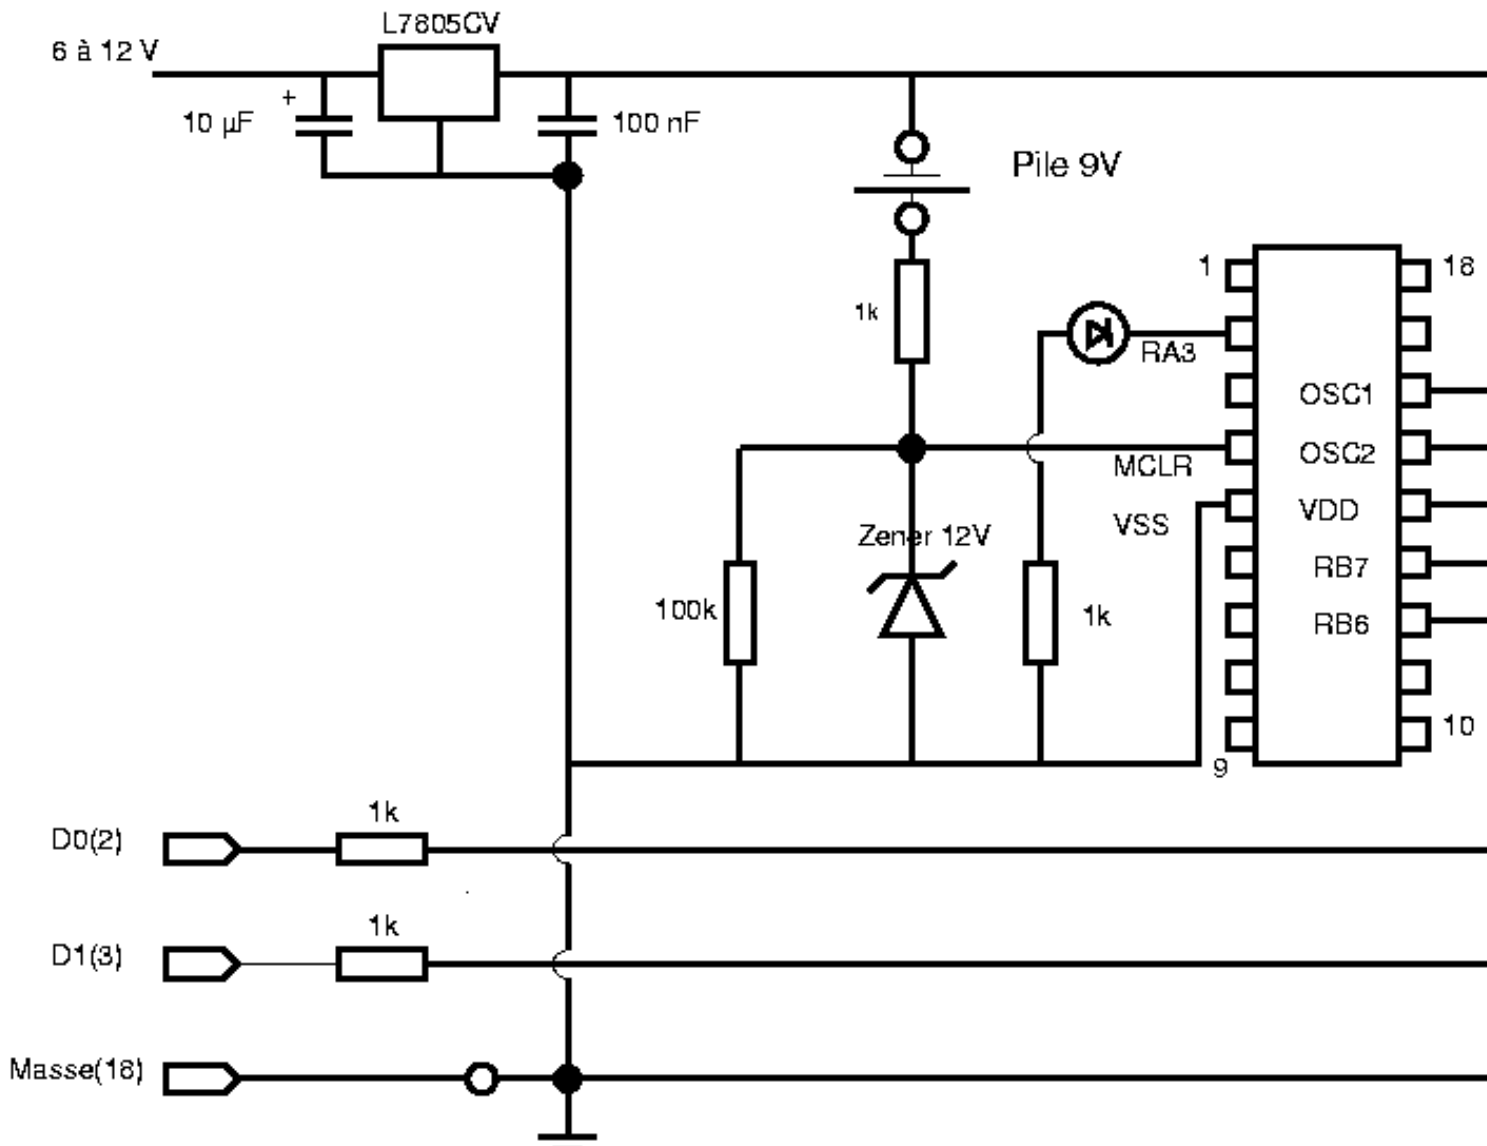 L7805CV
6 à 12 V
+
10 µF
100 nF
Pile 9V
1
18
1k
RA3
OSC1
MCLR
OSC2
VSS
VDD
Zener 12V
RB7
100k
1k
RB6
10
9
1k
D0(2)
1k
D1(3)
Masse(18)